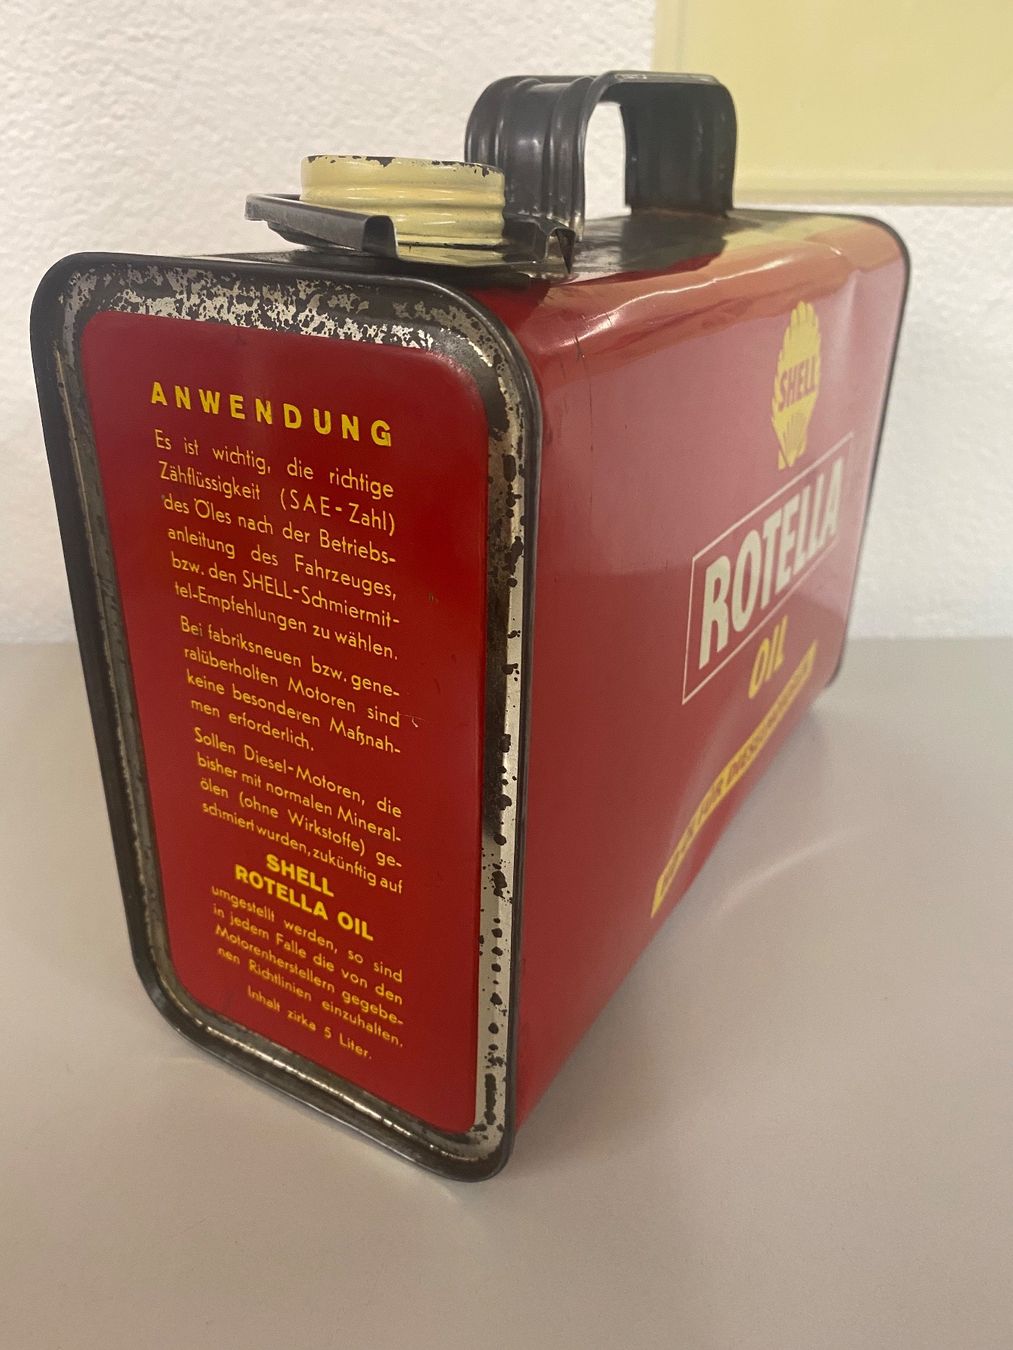 ANWENDUNG
Es ist wichtig, die richtige
Zähflüssigkeit (SAE-Zahl)
des Öles nach der Betriebs-
anleitung des Fahrzeuges,
bzw. den SHELL-Schmiermit-
tel-Empfehlungen zu wählen.
Bei fabriksneuen bzw. gene-
ralüberholten Motoren sind
keine besonderen Maßnah-
men erforderlich.
Sollen Diesel-Motoren, die
bisher mit normalen Mineral-
ölen (ohne Wirkstoffe) ge-
schmiert wurden, zukünftig auf
SHELL
ROTELLA OIL
umgestellt werden, so sind
in jedem Falle die von den
Motorenherstellern gegebe-
nen Richtlinien einzuhalten.
Inhalt zirka 5 Liter.
SHELL
ROTELLA
OIL
FÜR